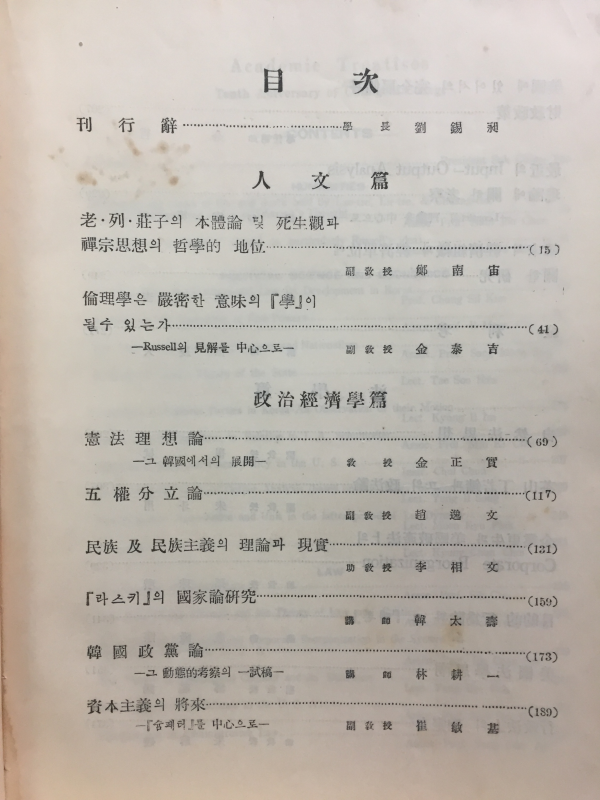 目次
刊行辭 學長 劉錫昶
人文篇
老·列·莊子의 本體論 및 死生觀과
禪宗思想의 哲學的 地位 (15)
副教授 鄭南宙
倫理學은 嚴密한 意味의『學』이
될수 있는가 (41)
—Russell의 見解를 中心으로— 副教授 金泰吉
政治經濟學篇
憲法理想論 (69)
—그 韓國에서의 展開— 敎授 金正實
五權分立論 (117)
副教授 趙逸文
民族及民族主義의 理論과 現實 (131)
助教授 李相文
『라스키』의 國家論研究 (159)
講師 韓太壽
韓國政黨論 (173)
—그 動態的考察의 一試稿— 講師 林耕一
資本主義의 將來 (189)
—『슘페터』를 中心으로— 副教授 崔敏基
Input—Output Analysis